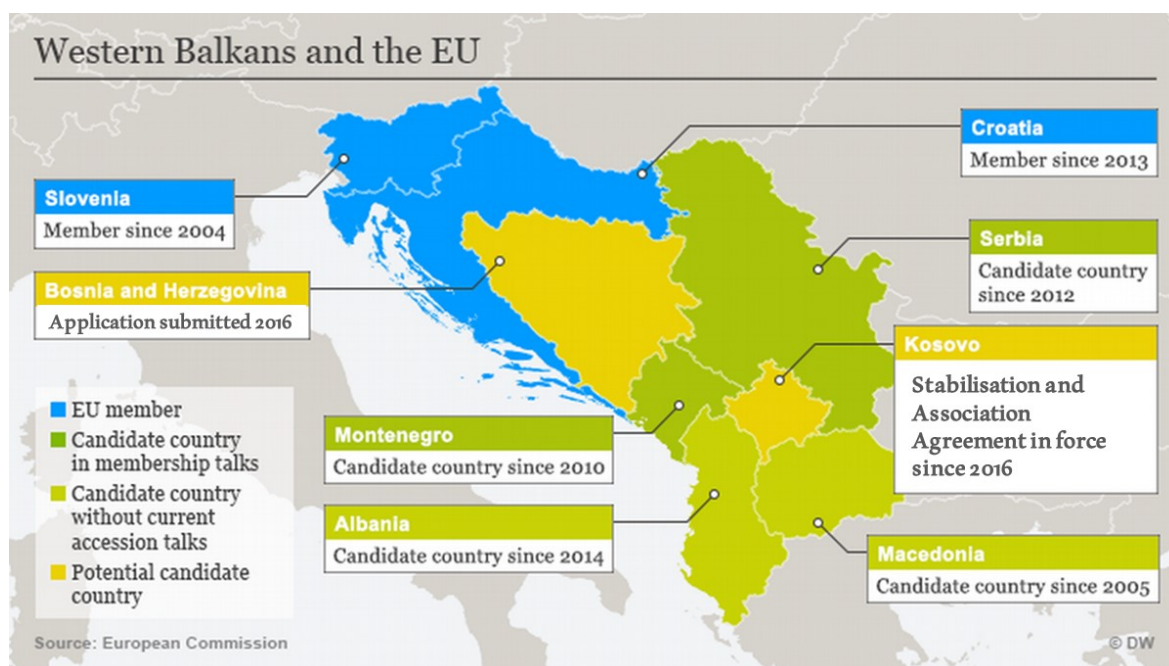 Western Balkans and the EU
Croatia
Member since 2013
Slovenia
Member since 2004
Serbia
Candidate country
since 2012
Bosnia and Herzegovina
Application submitted 2016
Kosovo
Stabilisation and
Association
Agreement in force
since 2016
EU member
Candidate country
in membership talks
Candidate country
without current
accession talks
Potential candidate
country
Montenegro
Candidate country since 2010
Albania
Candidate country since 2014
Macedonia
Candidate country since 2005
Source: European Commission
© DW